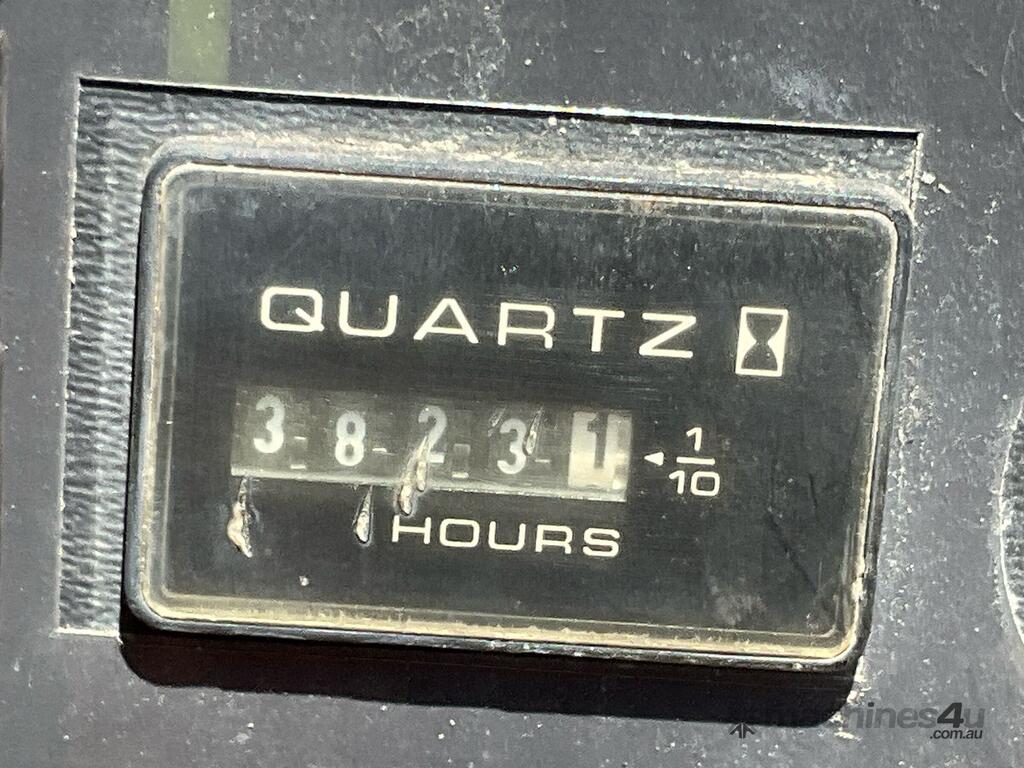 QUARTZ
3 8 2 3 1 1/10
HOURS
machines4u
.com.au